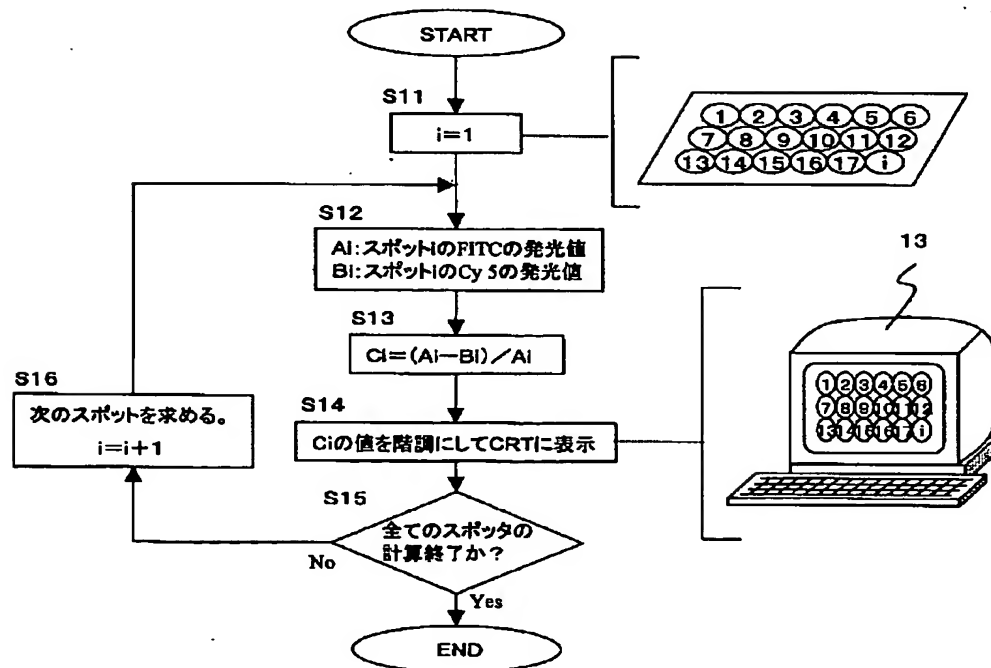 START
S11
i=1
1 2 3 4 5 6
7 8 9 10 11 12
13 14 15 16 17 i
S12
Ai:スポットiのFITCの発光値
Bi:スポットiのCy 5の発光値
13
S13
Ci=(Ai−Bi)/Ai
1 2 3 4 5 6
7 8 9 10 11 12
13 14 15 16 17 i
S16
次のスポットを求める。
i=i+1
S14
Ciの値を階調にしてCRTに表示
S15
全てのスポッタの
計算終了か?
No
Yes
END